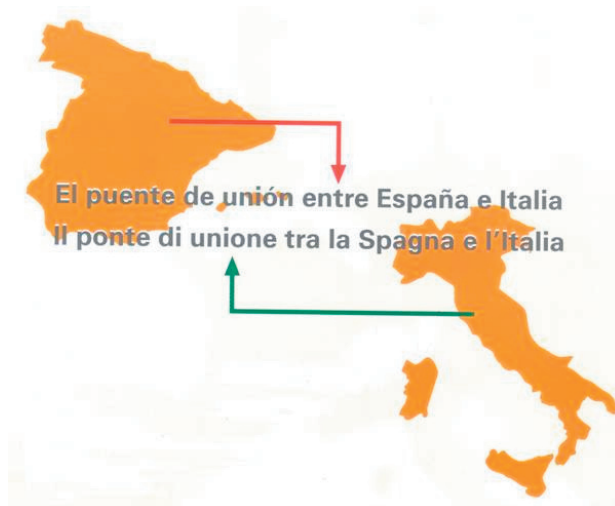 El puente de unión entre España e Italia
Il ponte di unione tra la Spagna e l'Italia